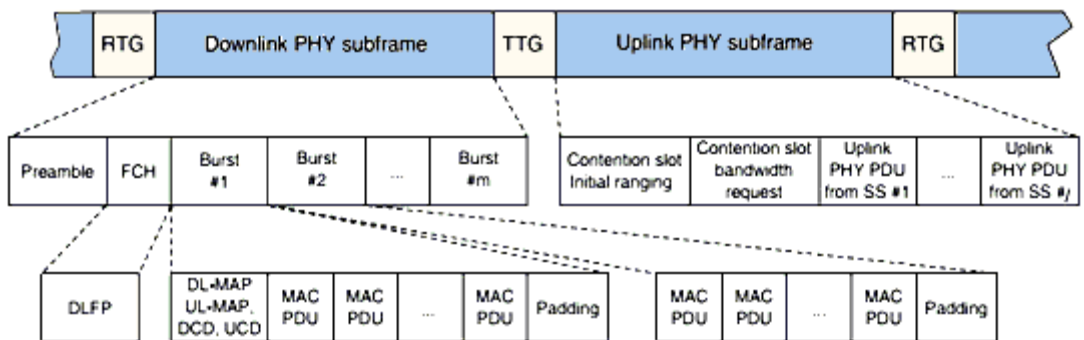 RTG Downlink PHY subframe TTG Uplink PHY subframe RTG
Preamble
FCH
Burst
#1
Burst
#2
...
Burst
#m
Contention slot
Initial ranging
Contention slot
bandwidth
request
Uplink
PHY PDU
from SS #1
...
Uplink
PHY PDU
from SS #j
DLFP
DL-MAP
UL-MAP,
DCD, UCD
MAC
PDU
MAC
PDU
...
MAC
PDU
Padding
MAC
PDU
MAC
PDU
...
MAC
PDU
Padding